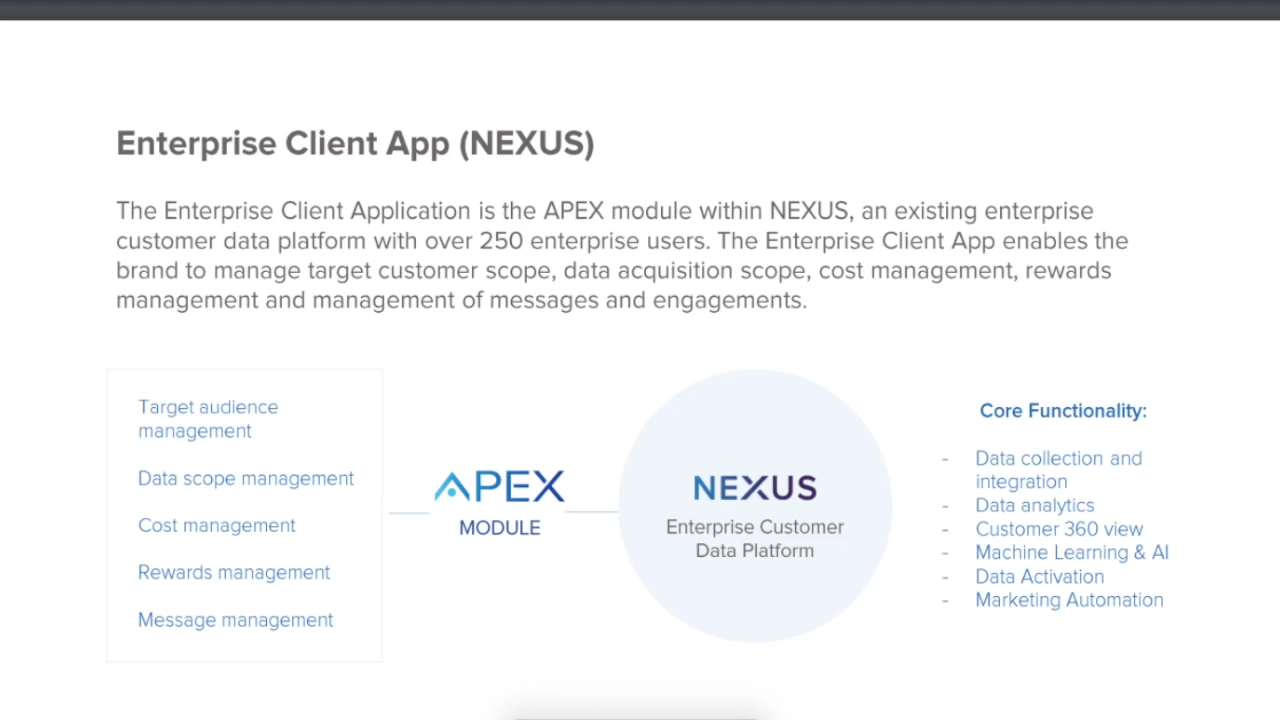 Enterprise Client App (NEXUS)
The Enterprise Client Application is the APEX module within NEXUS, an existing enterprise
customer data platform with over 250 enterprise users. The Enterprise Client App enables the
brand to manage target customer scope, data acquisition scope, cost management, rewards
management and management of messages and engagements.
Target audience
management
Data scope management
Cost management
Rewards management
Message management
APEX
MODULE
NEXUS
Enterprise Customer
Data Platform
Core Functionality:
- Data collection and
integration
- Data analytics
- Customer 360 view
- Machine Learning & AI
- Data Activation
- Marketing Automation